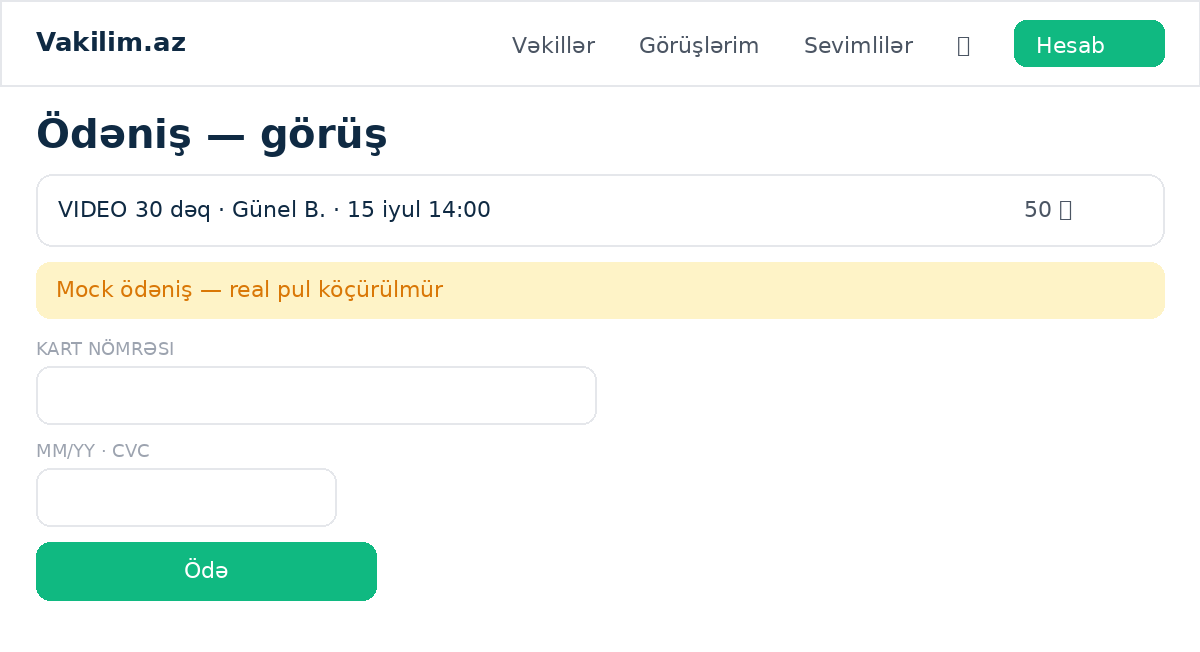 Vakilim.az
Vəkillər Görüşlərim Sevimlilər Hesab
Ödəniş — görüş
VIDEO 30 dəq · Günel B. · 15 iyul 14:00 50
Mock ödəniş — real pul köçürülmür
KART NÖMRƏSI
MM/YY · CVC
Ödə